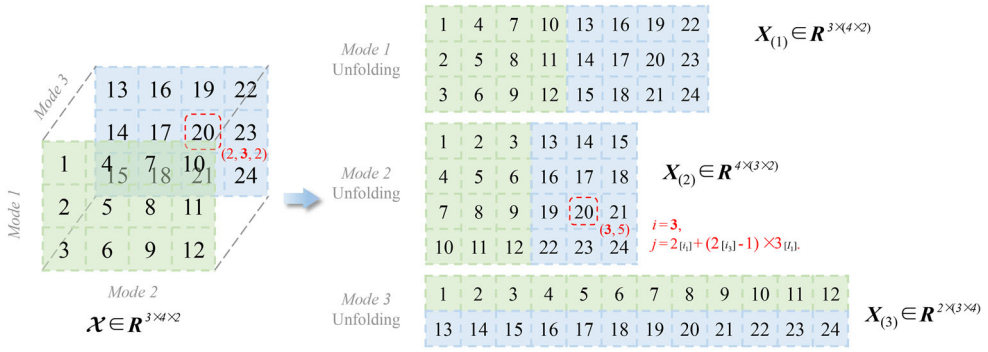 Mode 3
13 16 19 22
14 17 20 23
(2, 3, 2)
15 18 21 24
1 4 7 10
2 5 8 11
3 6 9 12
Mode 1
Mode 2
𝓧 ∈ R^{3×4×2}
Mode 1
Unfolding
1 4 7 10 13 16 19 22
2 5 8 11 14 17 20 23
3 6 9 12 15 18 21 24
X_{(1)} ∈ R^{3×(4×2)}
Mode 2
Unfolding
1 2 3 13 14 15
4 5 6 16 17 18
7 8 9 19 20 21
(3, 5)
10 11 12 22 23 24
X_{(2)} ∈ R^{4×(3×2)}
i = 3,
j = 2_{[I_1]} + (2_{[I_3]} -1) ×3_{[I_1]}.
Mode 3
Unfolding
1 2 3 4 5 6 7 8 9 10 11 12
13 14 15 16 17 18 19 20 21 22 23 24
X_{(3)} ∈ R^{2×(3×4)}